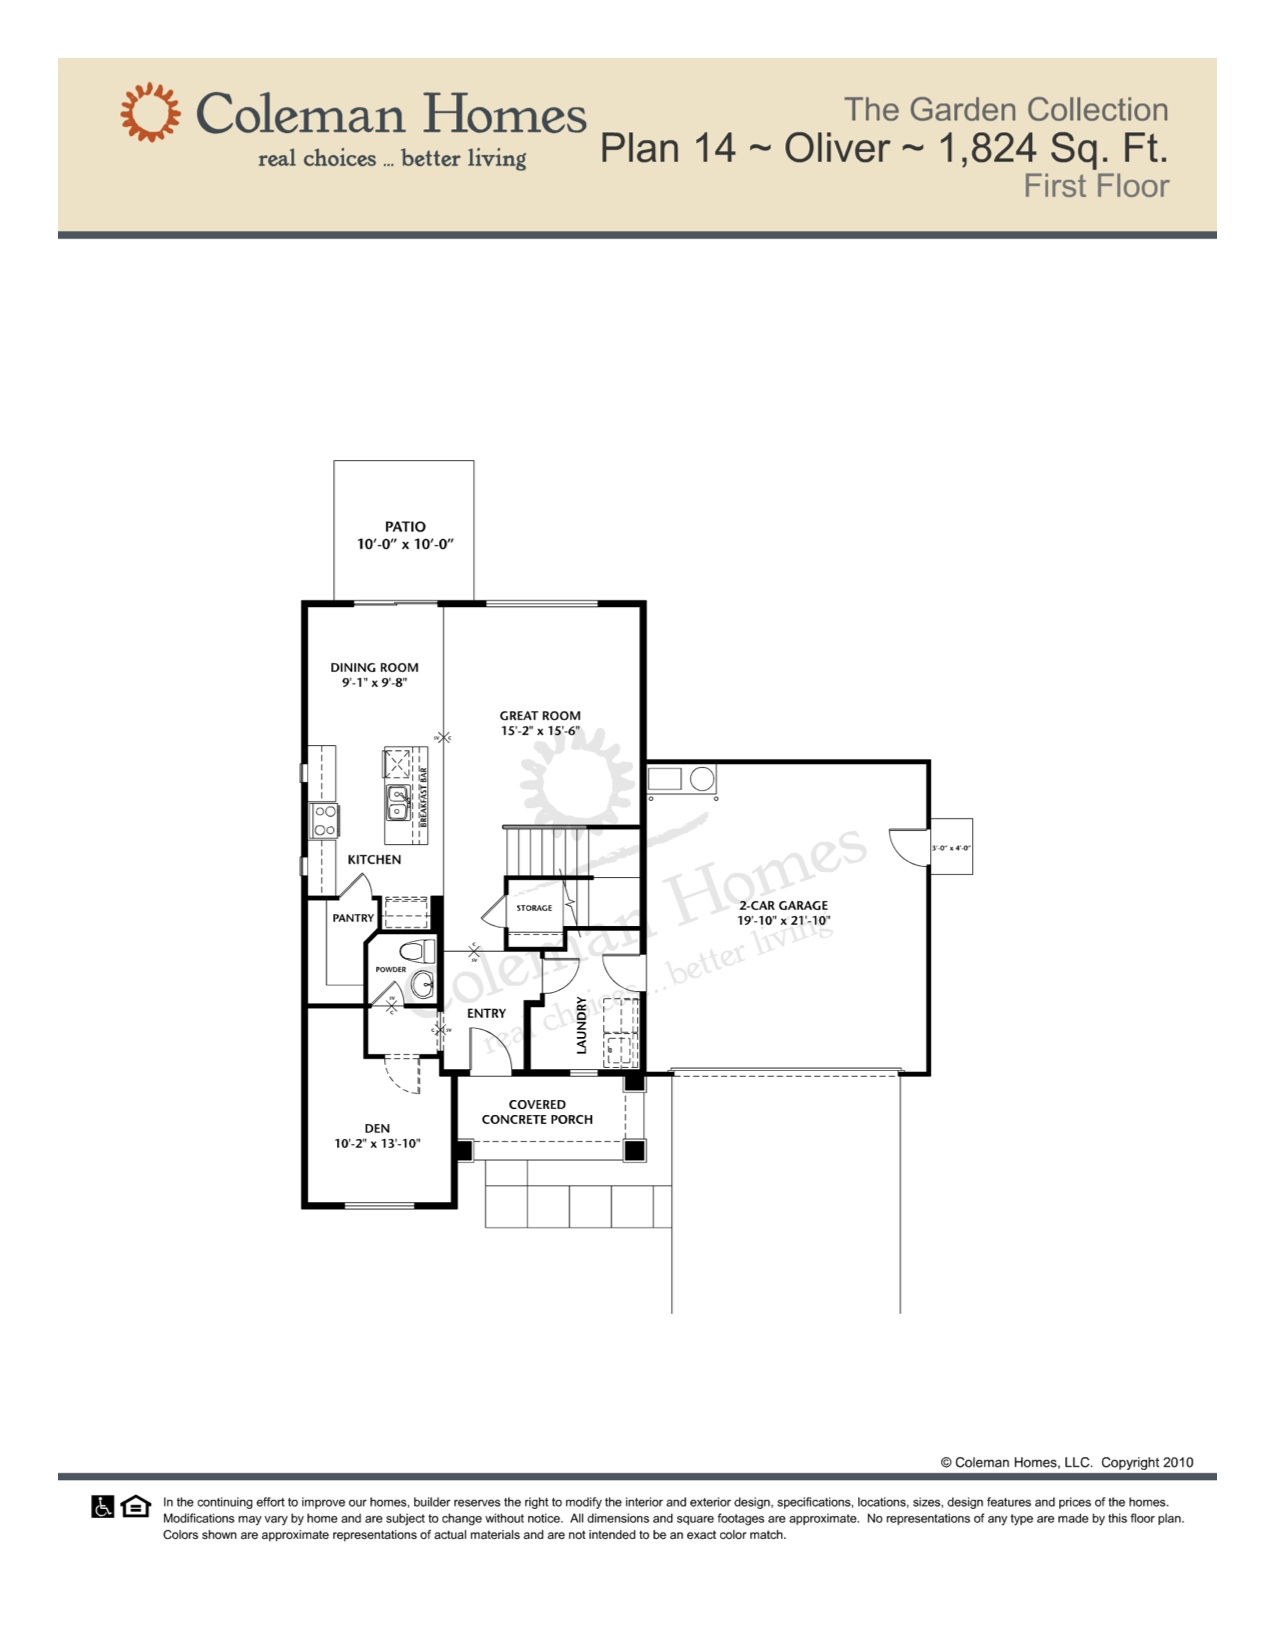 Coleman Homes
real choices ... better living
The Garden Collection
Plan 14 ~ Oliver ~ 1,824 Sq. Ft.
First Floor
PATIO
10'-0" x 10'-0"
DINING ROOM
9'-1" x 9'-8"
GREAT ROOM
15'-2" x 15'-6"
SV C
BREAKFAST BAR
KITCHEN
3'-0" x 4'-0"
2-CAR GARAGE
19'-10" x 21'-10"
STORAGE
PANTRY
POWDER
C
SV
SV
C
C SV
ENTRY
LAUNDRY
Coleman Homes
real choices ... better living
COVERED
CONCRETE PORCH
DEN
10'-2" x 13'-10"
© Coleman Homes, LLC. Copyright 2010
In the continuing effort to improve our homes, builder reserves the right to modify the interior and exterior design, specifications, locations, sizes, design features and prices of the homes.
Modifications may vary by home and are subject to change without notice. All dimensions and square footages are approximate. No representations of any type are made by this floor plan.
Colors shown are approximate representations of actual materials and are not intended to be an exact color match.